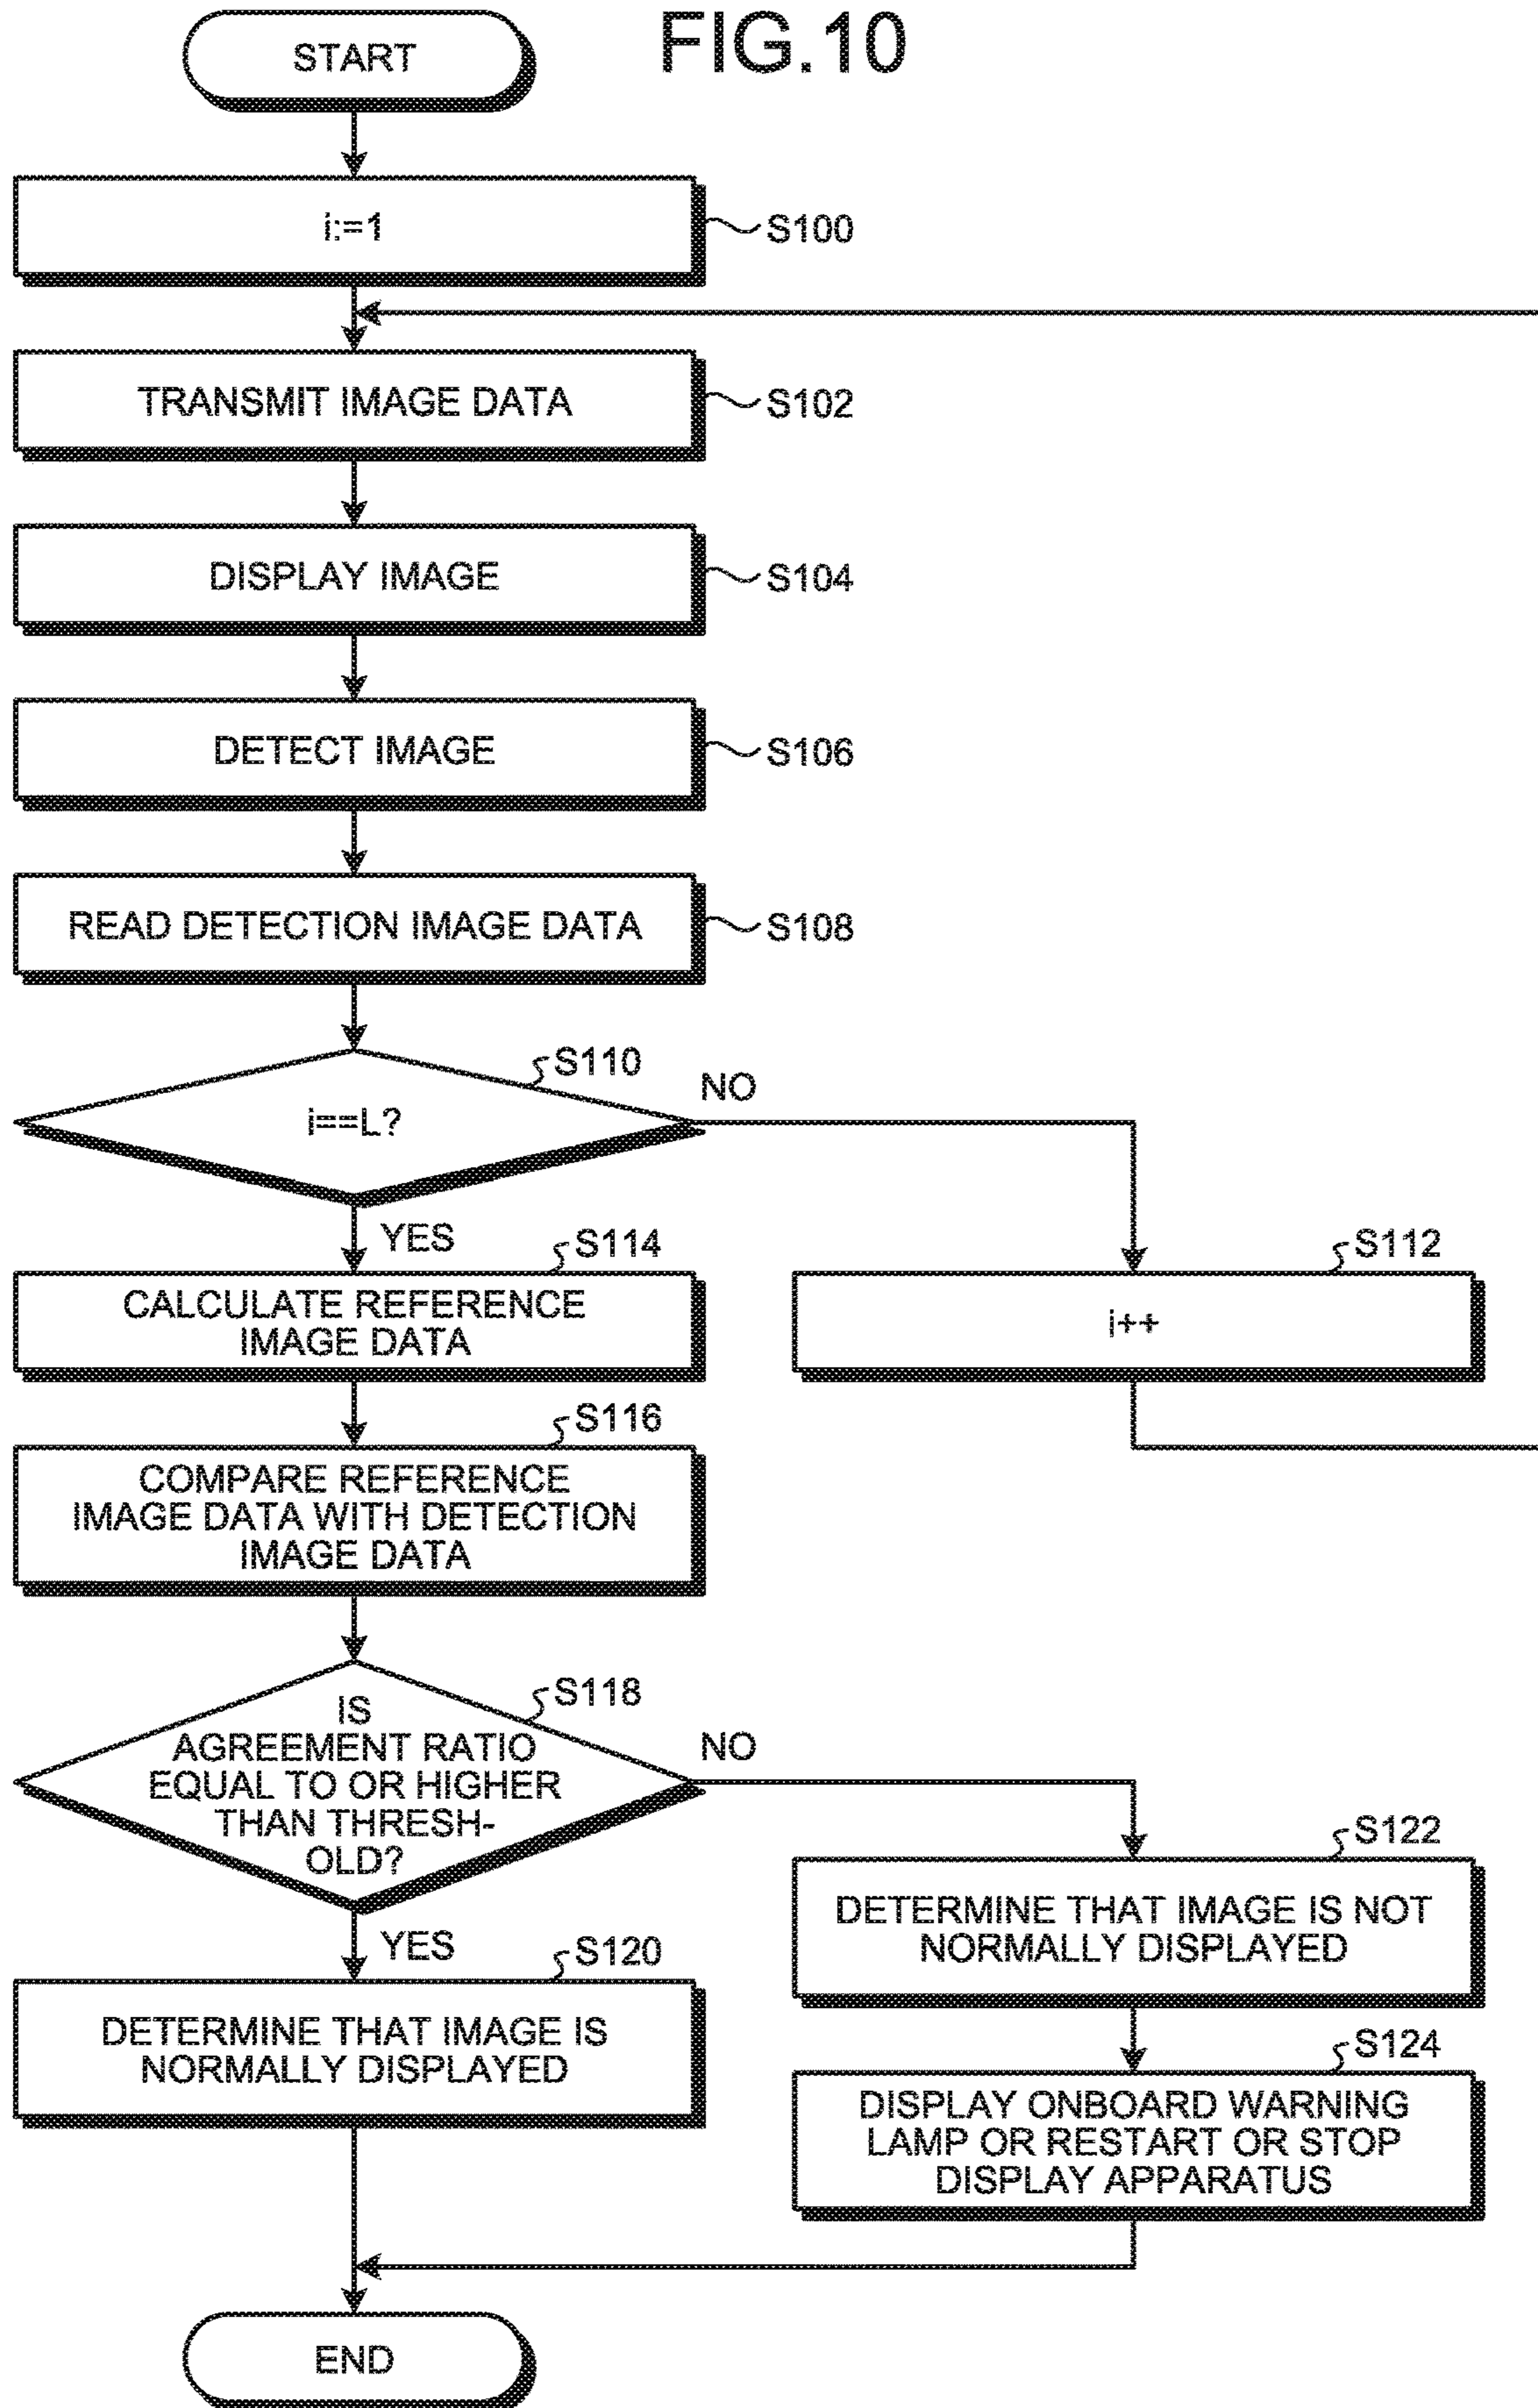 FIG.10
START
i:=1
S100
TRANSMIT IMAGE DATA
S102
DISPLAY IMAGE
S104
DETECT IMAGE
S106
READ DETECTION IMAGE DATA
S108
S110
i==L?
NO
YES
S114
CALCULATE REFERENCE
IMAGE DATA
S112
i++
S116
COMPARE REFERENCE
IMAGE DATA WITH DETECTION
IMAGE DATA
S118
IS
AGREEMENT RATIO
EQUAL TO OR HIGHER
THAN THRESH-
OLD?
NO
YES
S120
DETERMINE THAT IMAGE IS
NORMALLY DISPLAYED
S122
DETERMINE THAT IMAGE IS NOT
NORMALLY DISPLAYED
S124
DISPLAY ONBOARD WARNING
LAMP OR RESTART OR STOP
DISPLAY APPARATUS
END